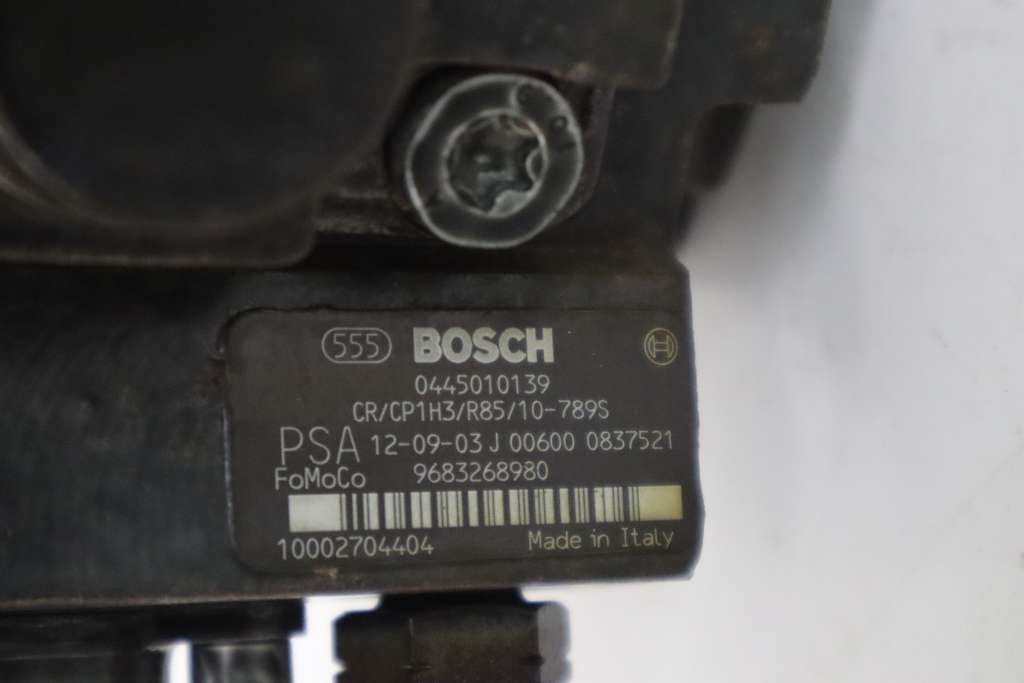 555 BOSCH
0445010139
CR/CP1H3/R85/10-789S
PSA 12-09-03 J 00600 0837521
FoMoCo 9683268980
10002704404 Made in Italy